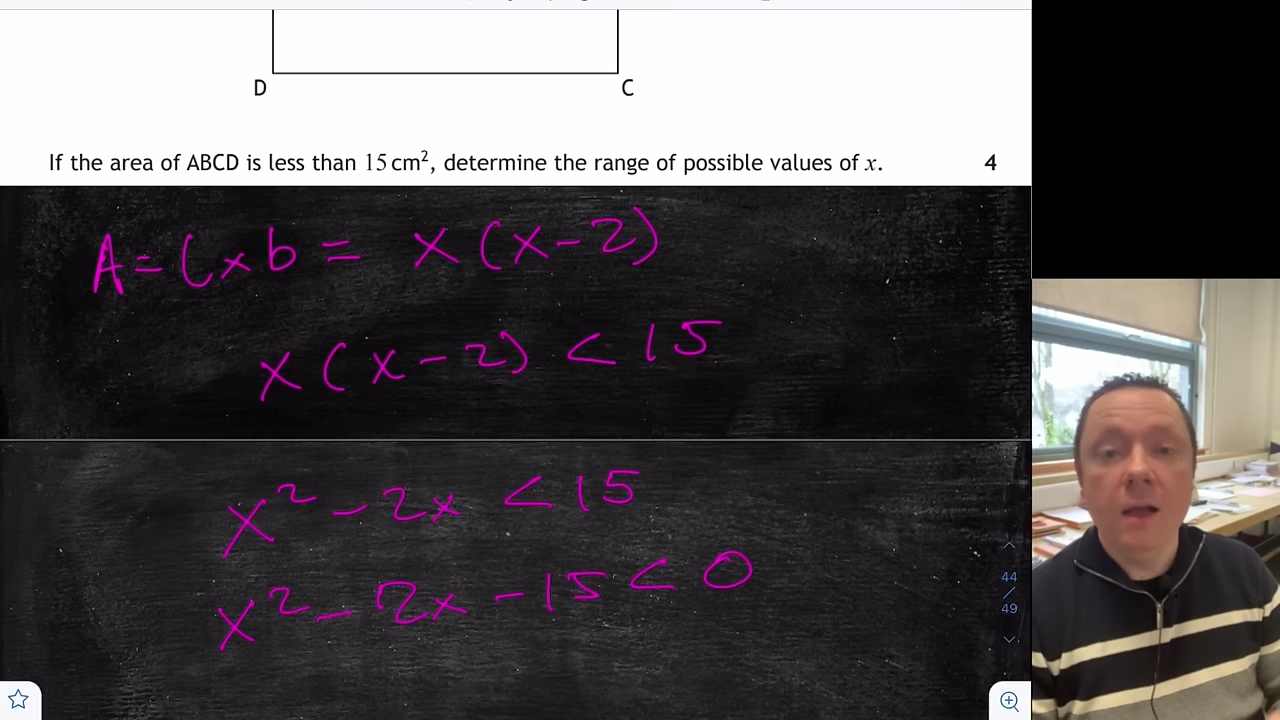 D
C
If the area of ABCD is less than 15 cm², determine the range of possible values of x.
4
A = l × b = x(x-2)
x(x-2) < 15
x² - 2x < 15
x² - 2x - 15 < 0
44
/
49